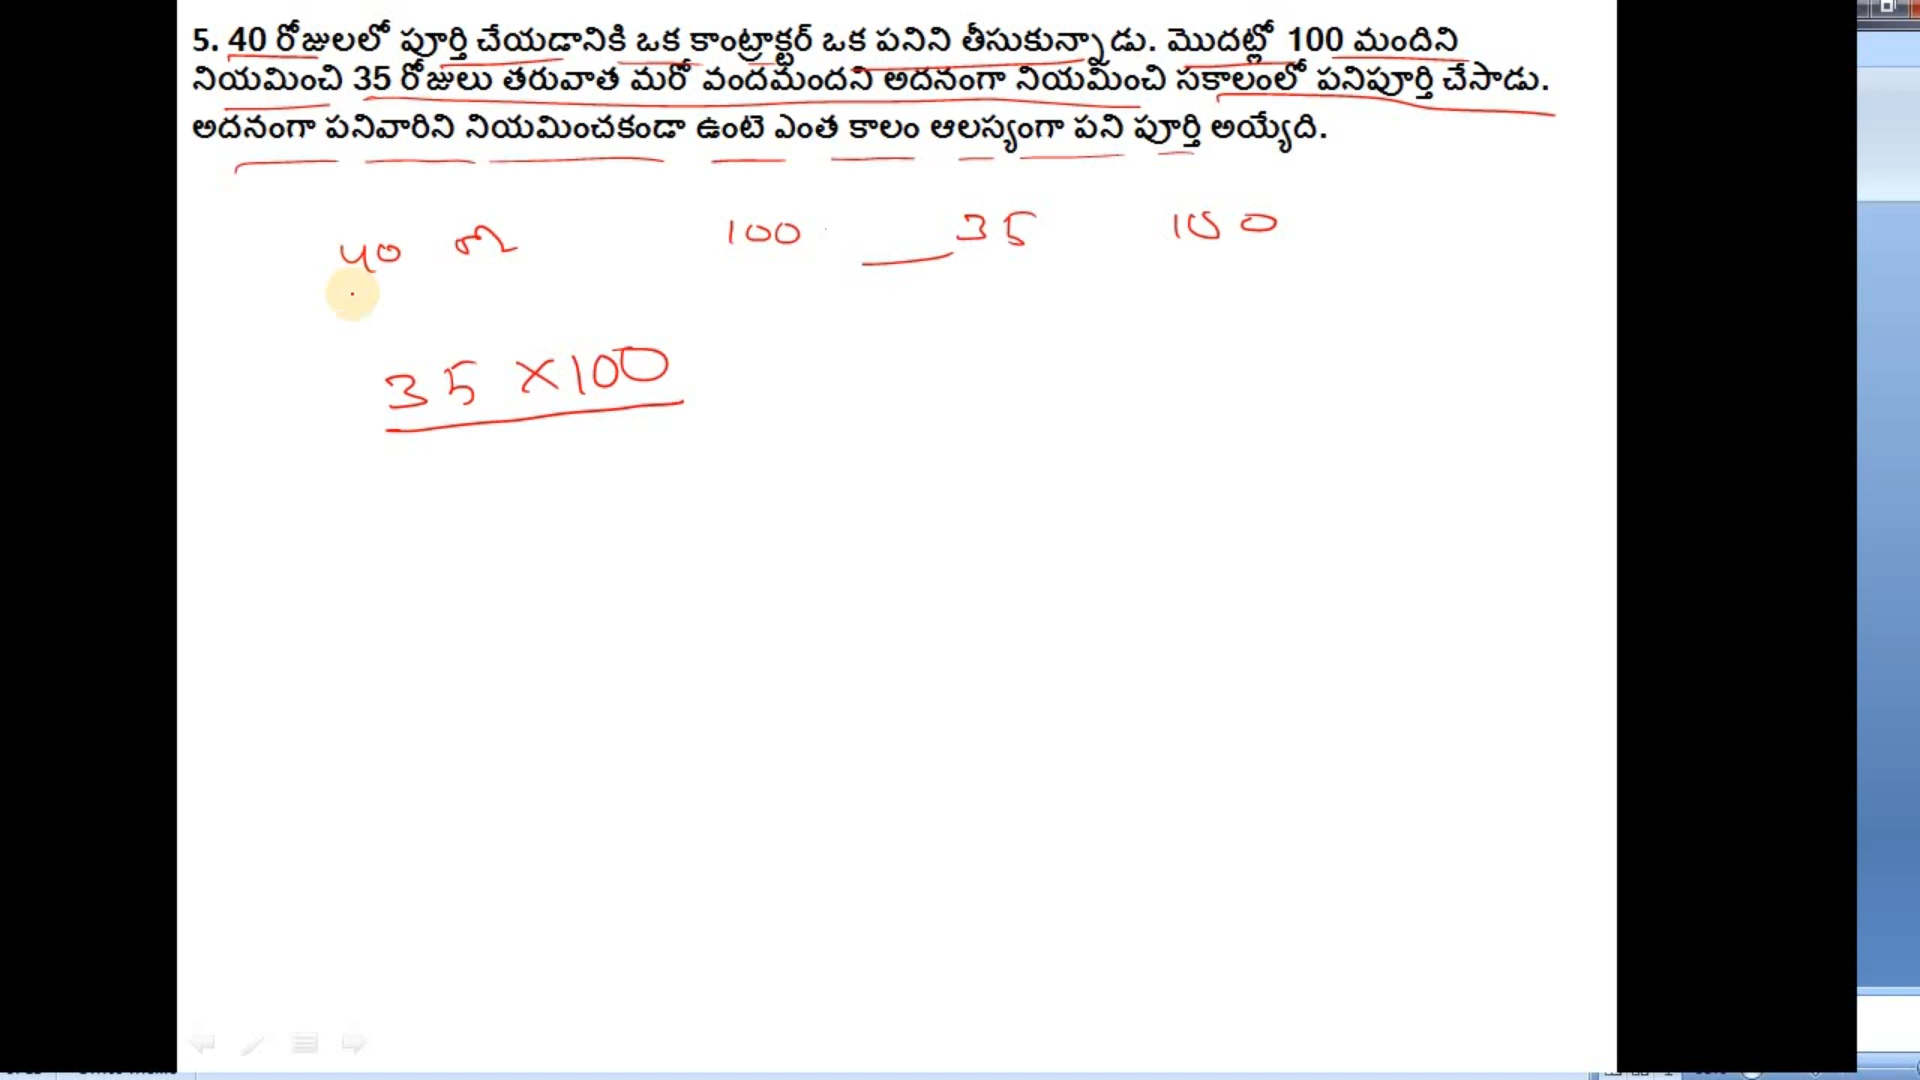 5. 40 రోజులలో పూర్తి చేయడానికి ఒక కాంట్రాక్టర్ ఒక పనిని తీసుకున్నాడు. మొదట్లో 100 మందిని
నియమించి 35 రోజులు తరువాత మరో వందమందని అదనంగా నియమించి సకాలంలో పనిపూర్తి చేసాడు.
అదనంగా పనివారిని నియమించకండా ఉంటె ఎంత కాలం ఆలస్యంగా పని పూర్తి అయ్యేది.
40 100 35 100
35 ×100